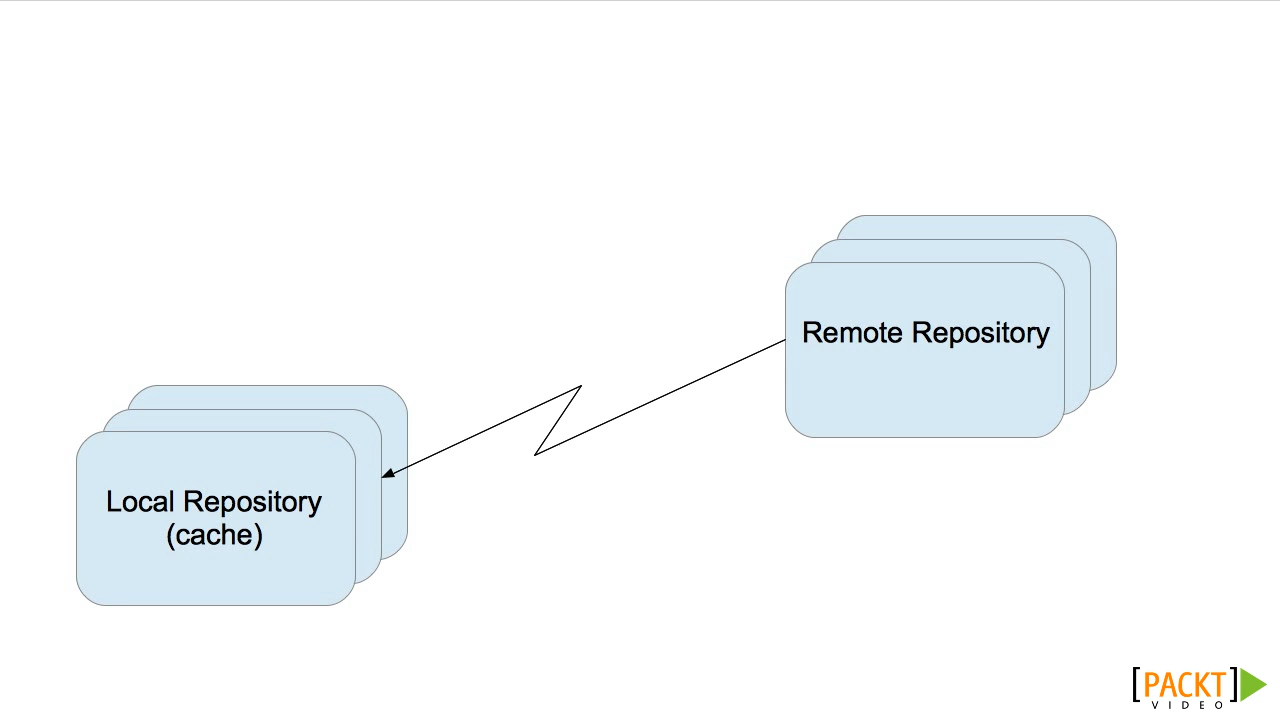 Remote Repository
Local Repository
(cache)
[PACKT]
VIDEO